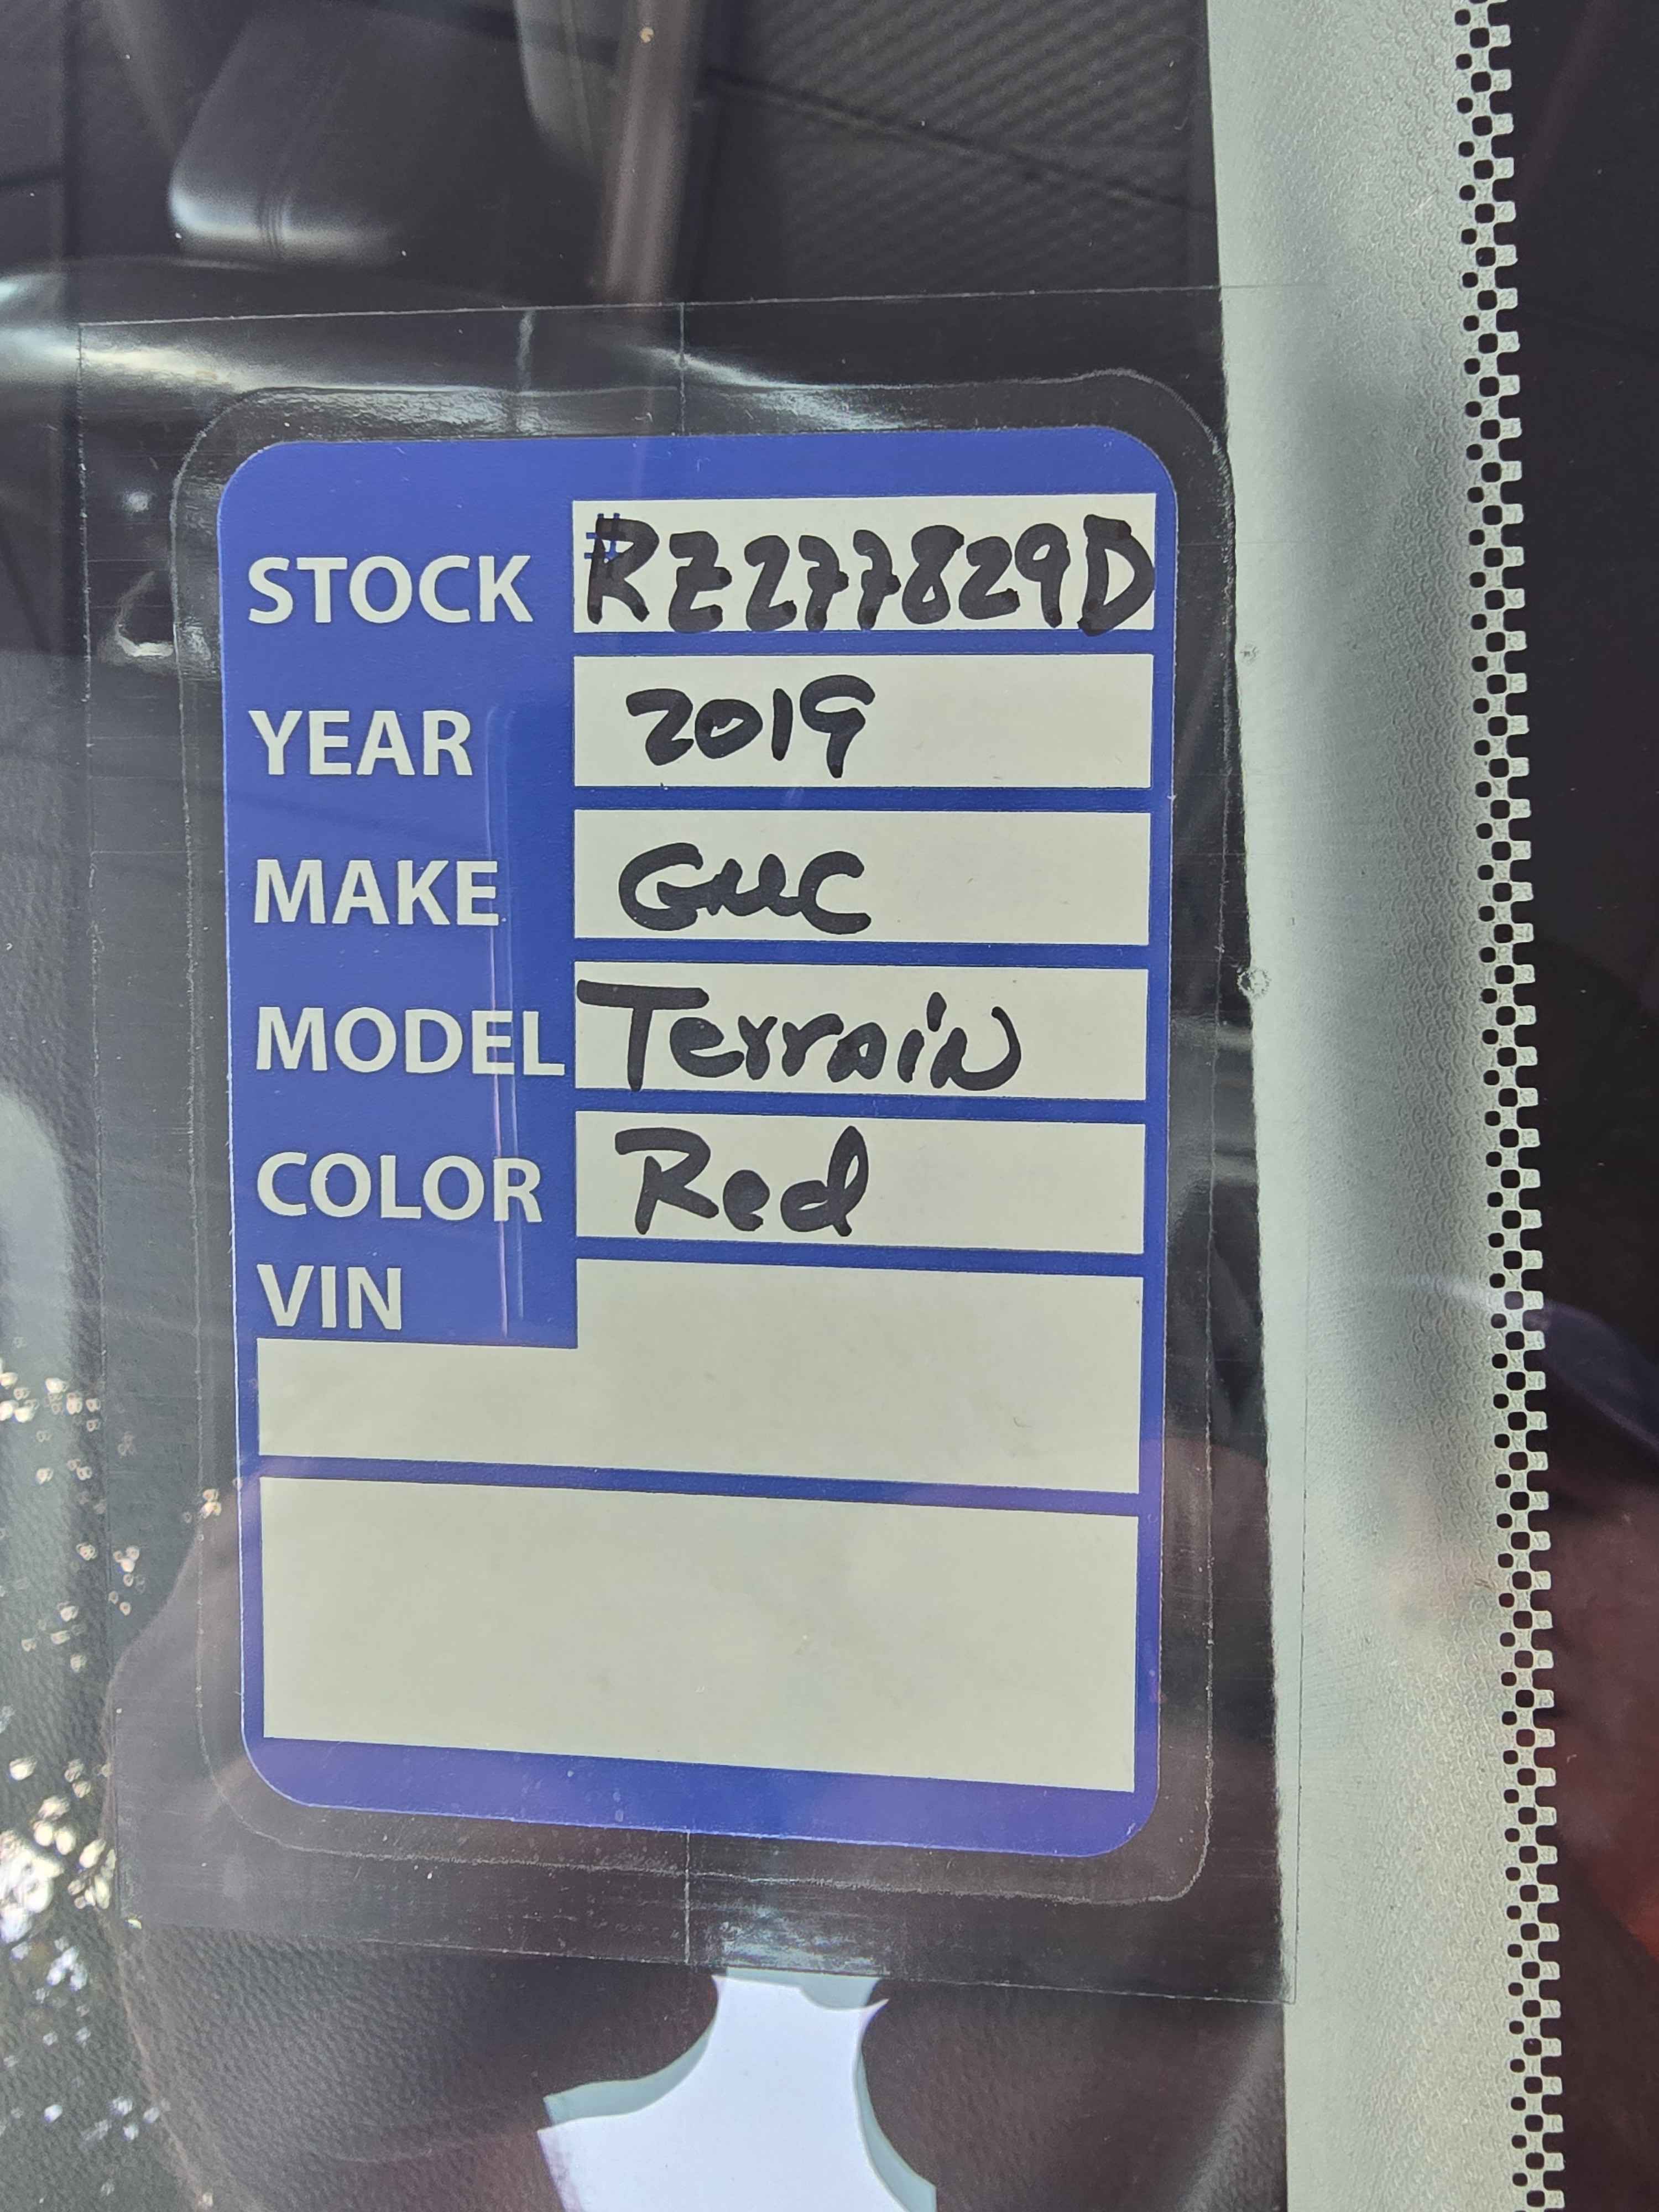 STOCK #RZ277829D
YEAR 2019
MAKE GMC
MODEL Terrain
COLOR Red
VIN